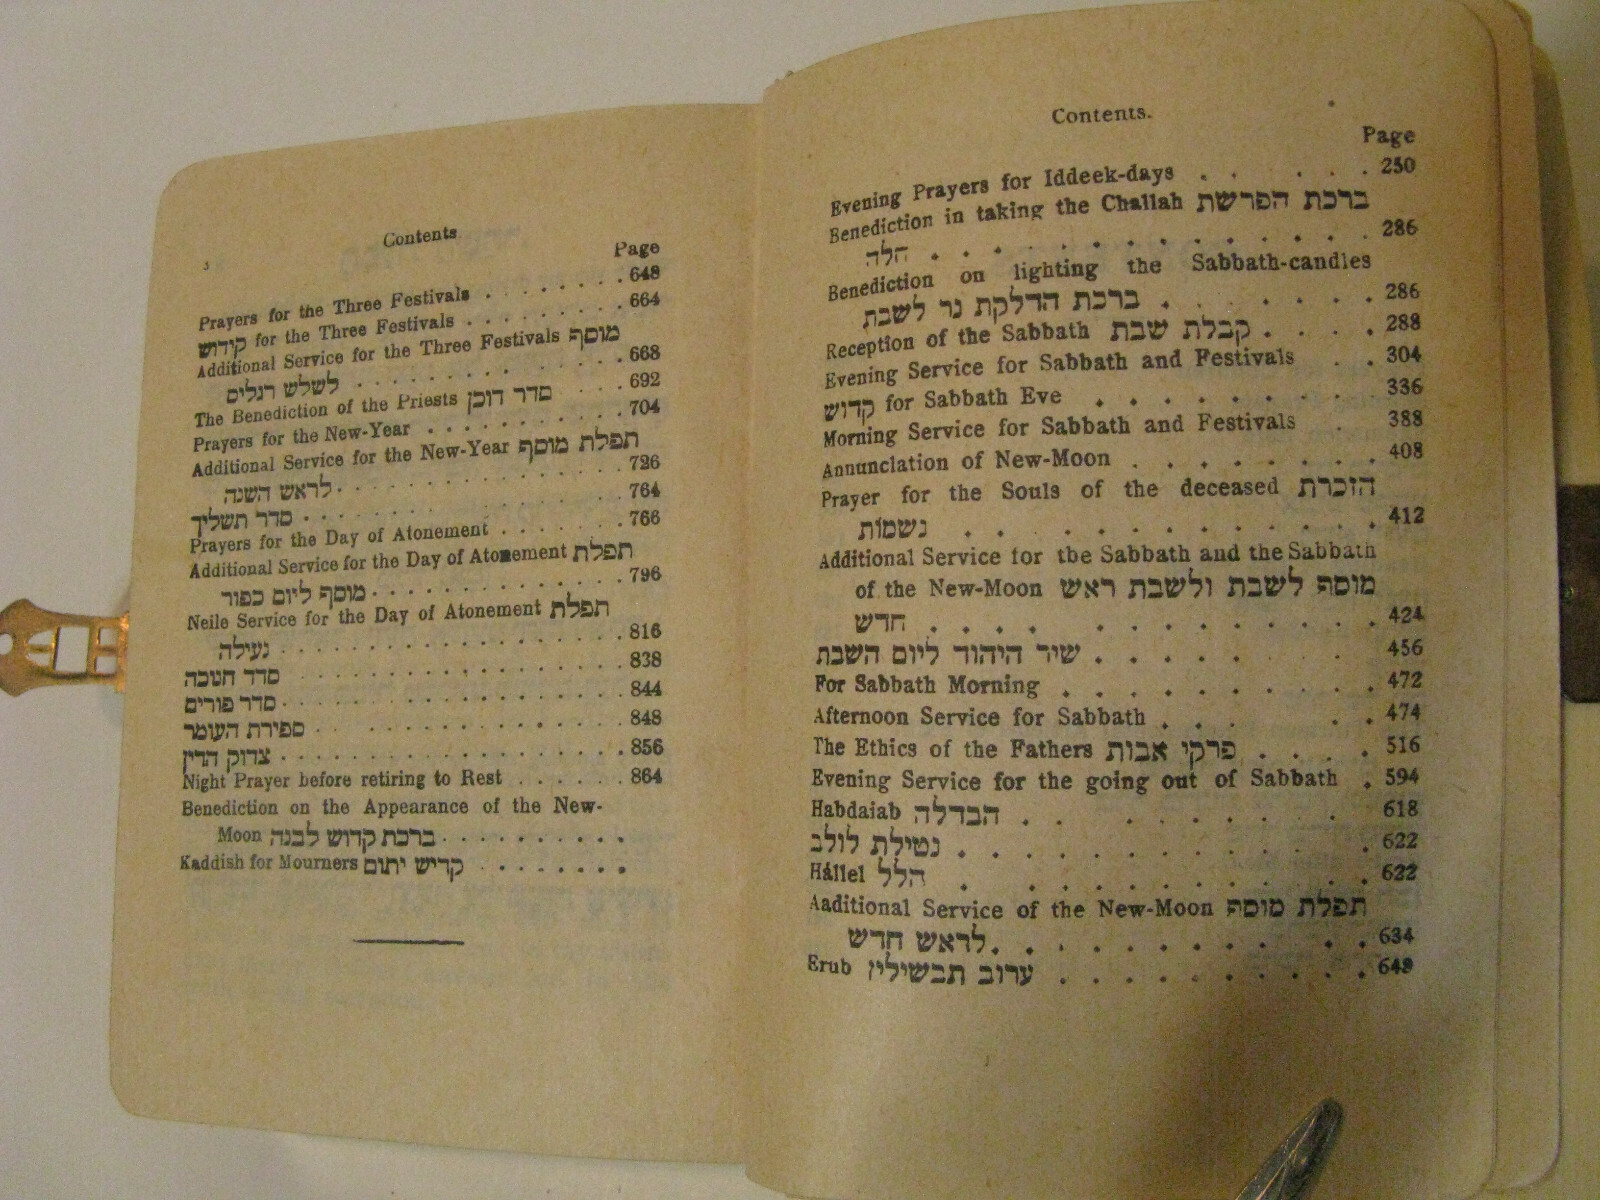 Contents.
Page
Evening Prayers for Iddeek-days . . . . . 250
Benediction in taking the Challah ברכת הפרשת
חלה . . . . . . . . . . . . . . 286
Benediction on lighting the Sabbath-candles
ברכת הדלקת נר לשבת . . . . . . 286
Reception of the Sabbath קבלת שבת . . . . 288
Evening Service for Sabbath and Festivals . . 304
קדוש for Sabbath Eve . . . . . . . . . 336
Morning Service for Sabbath and Festivals . 388
Annunclation of New-Moon . . . . . . . . 408
Prayer for the Souls of the deceased הזכרת
נשמות . . . . . . . . . . . . 412
Additional Service for tbe Sabbath and the Sabbath
of the New-Moon מוסף לשבת ולשבת ראש
חדש . . . . . . . . . . . . 424
שיר היהוד ליום השבת . . . . . . . 456
For Sabbath Morning . . . . . . . . . . 472
Afternoon Service for Sabbath . . . . . 474
The Ethics of the Fathers פרקי אבות . . . . 516
Evening Service for the going out of Sabbath . 594
Habdaiab הבדלה . . . . . . . . 618
נטילת לולב . . . . . . . . . . . . 622
Hállel הלל . . . . . . . . . . . . 622
Aaditional Service of the New-Moon תפלת מוסף
לראש חדש . . . . . . . . . . . 634
Erub ערוב תבשילין . . . . . . . . . .
Contents
Page
Prayers for the Three Festivals . . . . . . . . 648
קידוש for the Three Festivals . . . . . . . . . 664
Additional Service for the Three Festivals מוסף
לשלש רגלים . . . . . . . . . . . . 668
The Benediction of the Priests סדר דוכן . . . . 692
Prayers for the New-Year . . . . . . . . . . 704
Additional Service for the New-Year תפלת מוסף
לראש השנה . . . . . . . . . . . . 726
סדר תשליך . . . . . . . . . . . . . 764
Prayers for the Day of Atonement . . . . . . . 766
Additional Service for the Day of Atonement תפלת
מוסף ליום כפור . . . . . . . . . . . . 796
Neile Service for the Day of Atonement תפלת
נעילה . . . . . . . . . . . . . . . . 816
סדד חנוכה . . . . . . . . . . . . . . 838
סדר פורים . . . . . . . . . . . . . . . 844
ספירת העומר . . . . . . . . . . . . . 848
צדוק הדין . . . . . . . . . . . . . . . 856
Night Prayer before retiring to Rest . . . . . . 864
Benediction on the Appearance of the New-
Moon ברכת קדוש לבנה . . . . . . . . . .
Kaddish for Mourners קדיש יתום . . . . . . . .